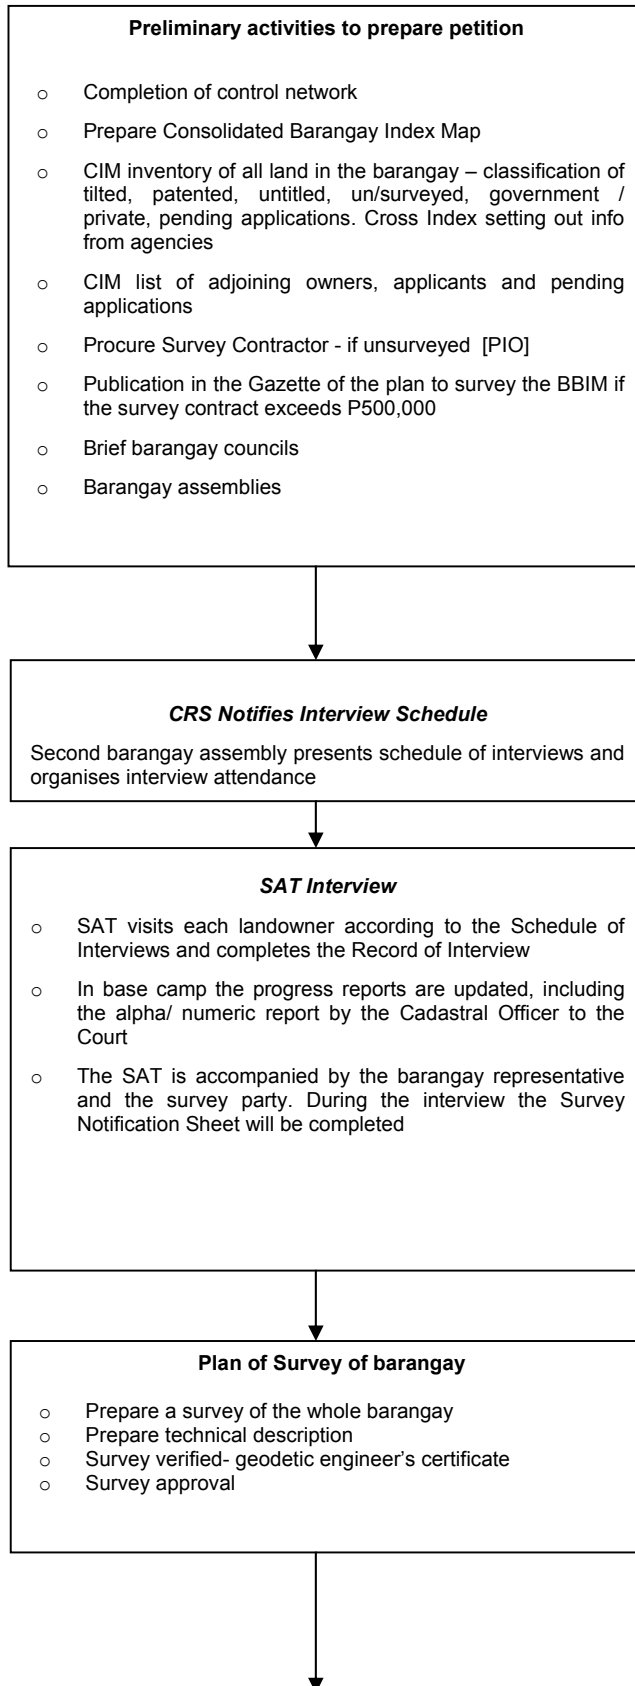 Preliminary activities to prepare petition
o Completion of control network
o Prepare Consolidated Barangay Index Map
o CIM inventory of all land in the barangay – classification of
tilted, patented, untitled, un/surveyed, government /
private, pending applications. Cross Index setting out info
from agencies
o CIM list of adjoining owners, applicants and pending
applications
o Procure Survey Contractor - if unsurveyed [PIO]
o Publication in the Gazette of the plan to survey the BBIM if
the survey contract exceeds P500,000
o Brief barangay councils
o Barangay assemblies
CRS Notifies Interview Schedule
Second barangay assembly presents schedule of interviews and
organises interview attendance
SAT Interview
o SAT visits each landowner according to the Schedule of
Interviews and completes the Record of Interview
o In base camp the progress reports are updated, including
the alpha/ numeric report by the Cadastral Officer to the
Court
o The SAT is accompanied by the barangay representative
and the survey party. During the interview the Survey
Notification Sheet will be completed
Plan of Survey of barangay
o Prepare a survey of the whole barangay
o Prepare technical description
o Survey verified- geodetic engineer's certificate
o Survey approval